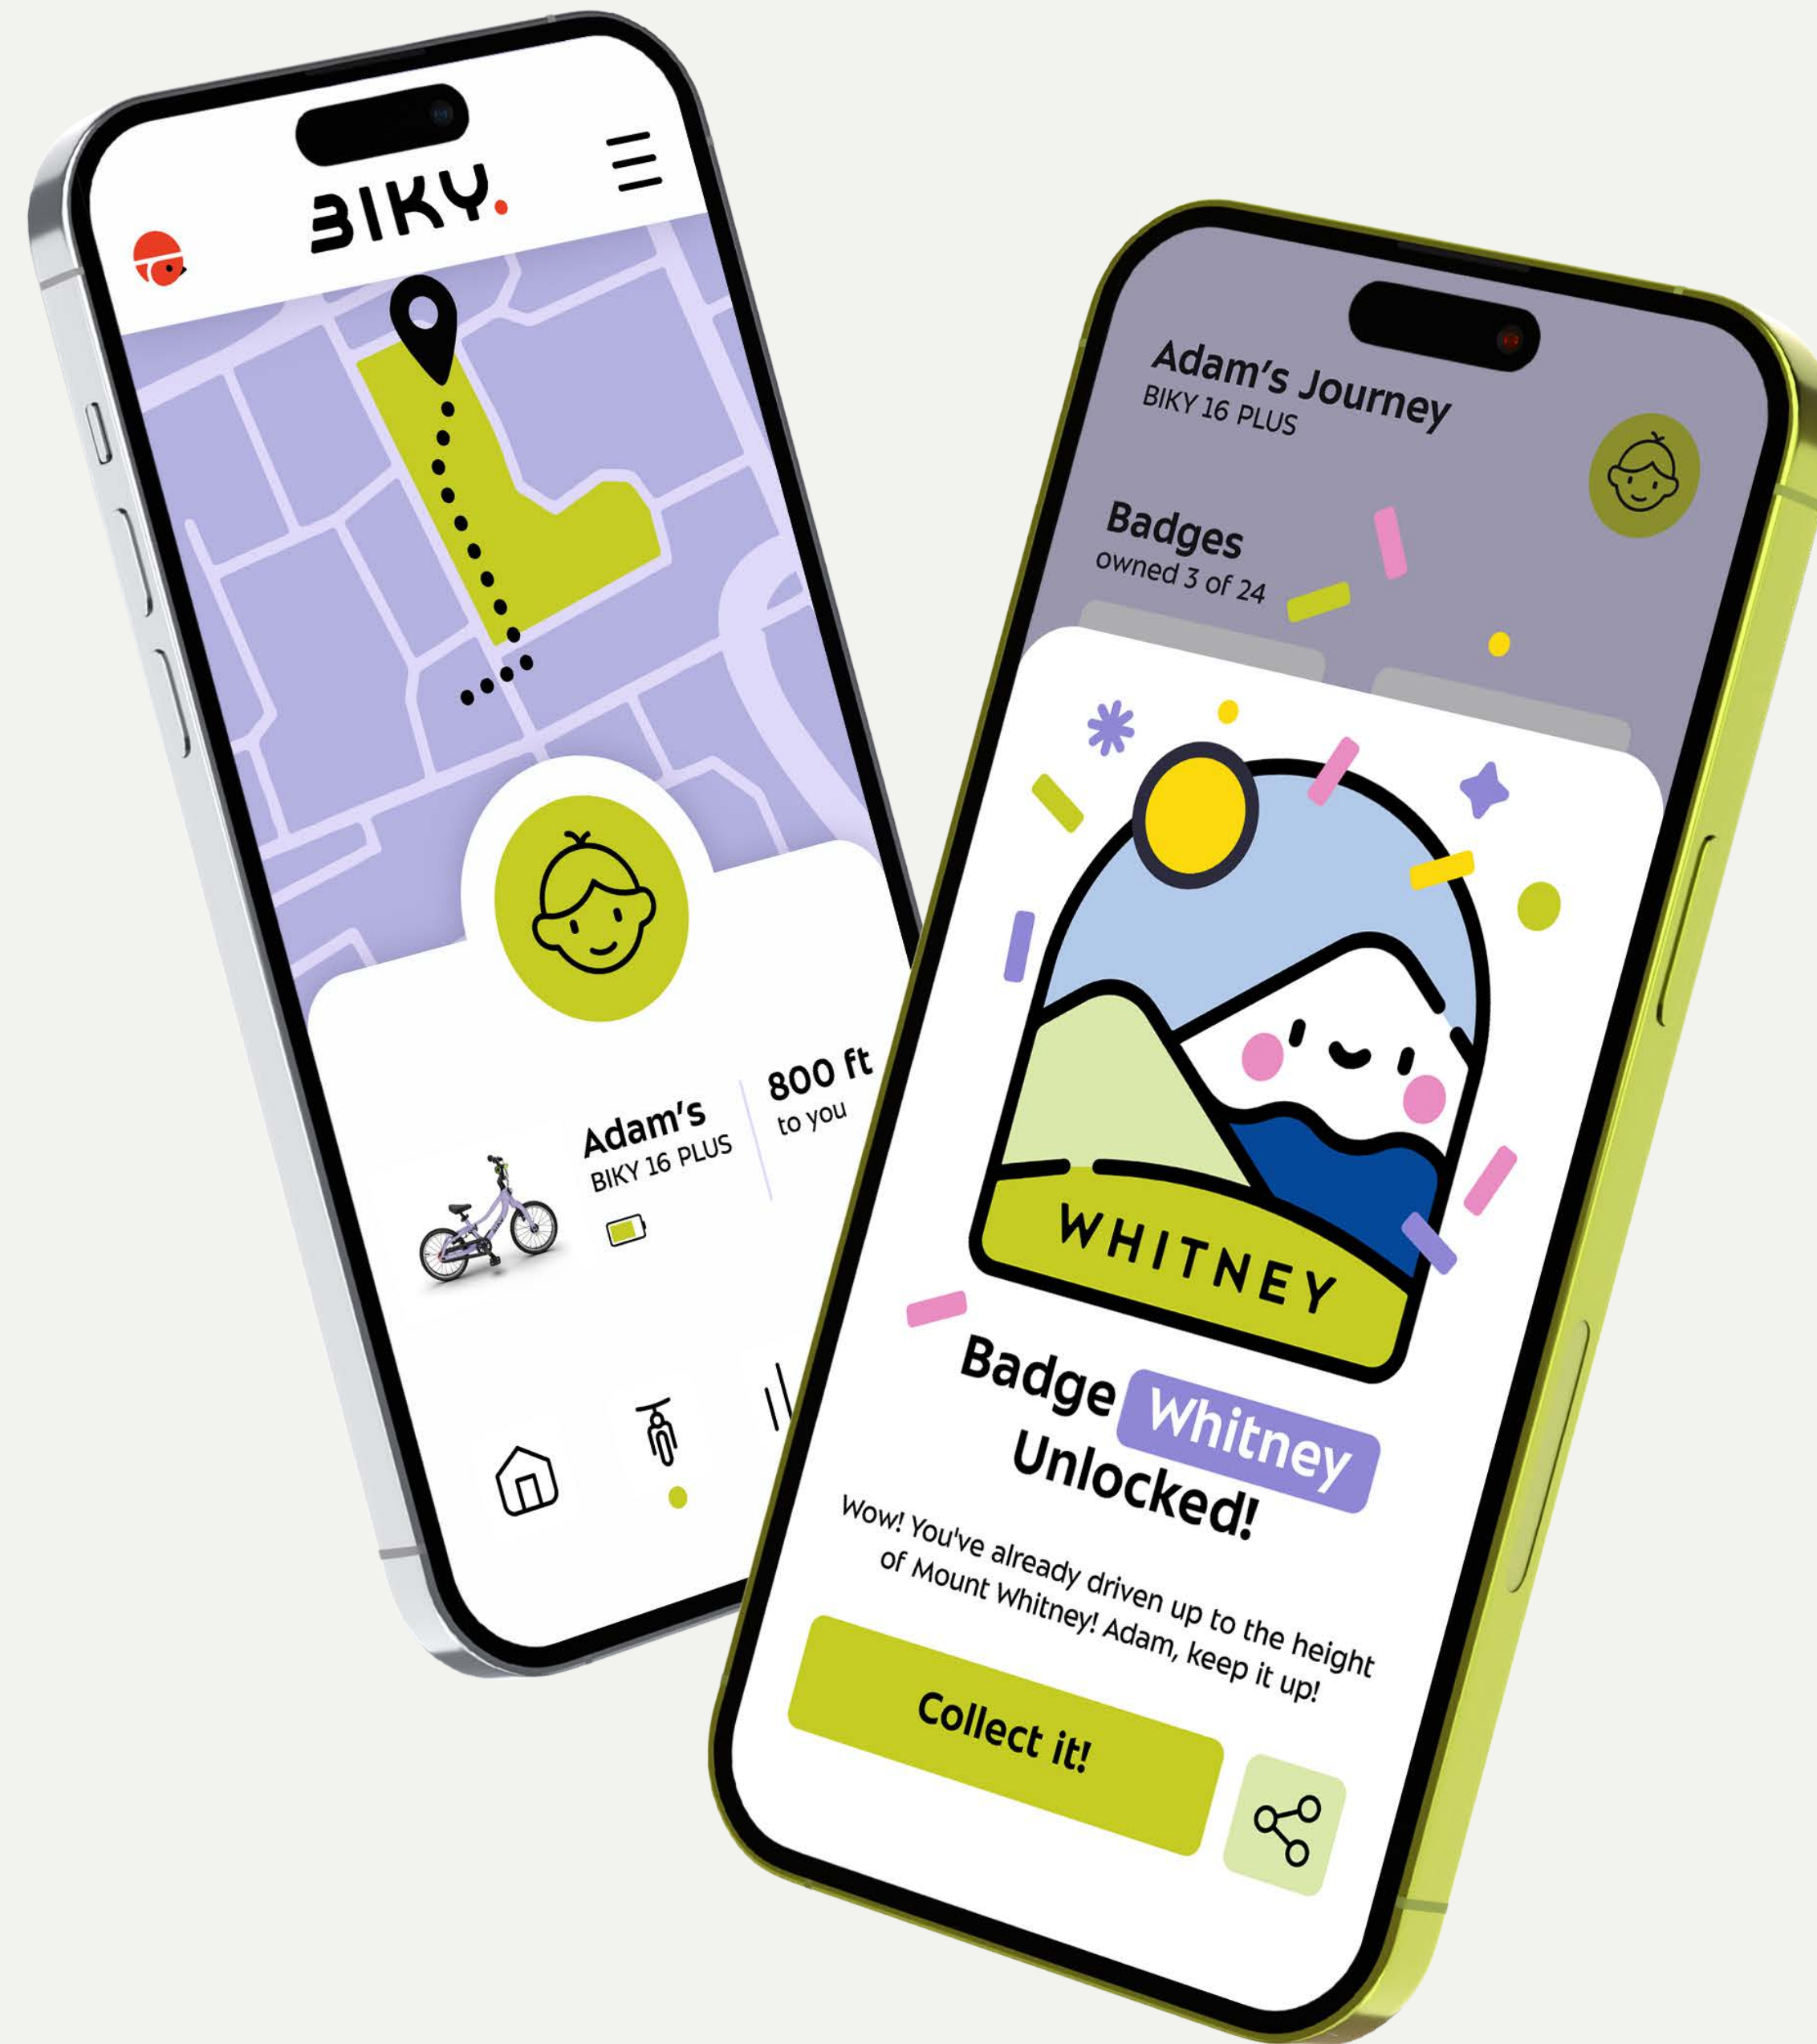 BIKY.
Adam's
BIKY 16 PLUS
800 ft
to you
Adam's Journey
BIKY 16 PLUS
Badges
owned 3 of 24
WHITNEY
Badge Whitney
Unlocked!
Wow! You've already driven up to the height
of Mount Whitney! Adam, keep it up!
Collect it!